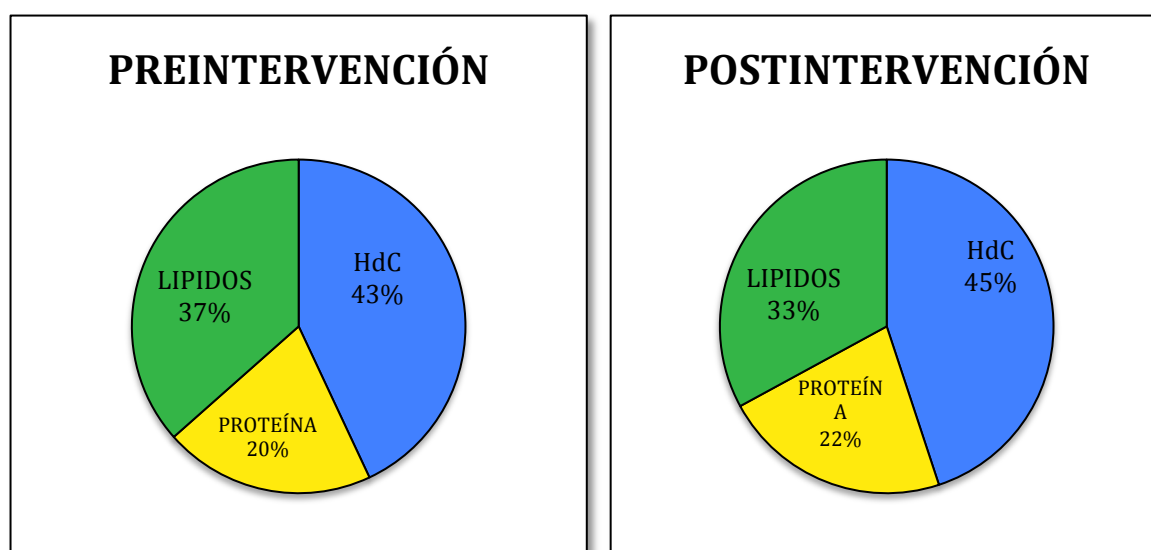 PREINTERVENCIÓN
LIPIDOS
37%
HdC
43%
PROTEÍNA
20%
POSTINTERVENCIÓN
LIPIDOS
33%
HdC
45%
PROTEÍN
A
22%